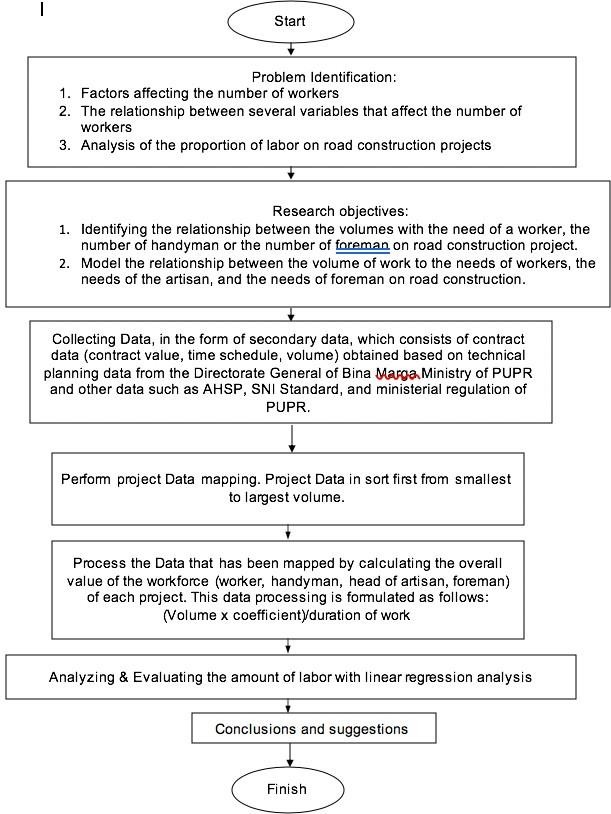 Start
Problem Identification:
1. Factors affecting the number of workers
2. The relationship between several variables that affect the number of
workers
3. Analysis of the proportion of labor on road construction projects
Research objectives:
1. Identifying the relationship between the volumes with the need of a worker, the
number of handyman or the number of foreman on road construction project.
2. Model the relationship between the volume of work to the needs of workers, the
needs of the artisan, and the needs of foreman on road construction.
Collecting Data, in the form of secondary data, which consists of contract
data (contract value, time schedule, volume) obtained based on technical
planning data from the Directorate General of Bina Marga Ministry of PUPR
and other data such as AHSP, SNI Standard, and ministerial regulation of
PUPR.
Perform project Data mapping. Project Data in sort first from smallest
to largest volume.
Process the Data that has been mapped by calculating the overall
value of the workforce (worker, handyman, head of artisan, foreman)
of each project. This data processing is formulated as follows:
(Volume x coefficient)/duration of work
Analyzing & Evaluating the amount of labor with linear regression analysis
Conclusions and suggestions
Finish